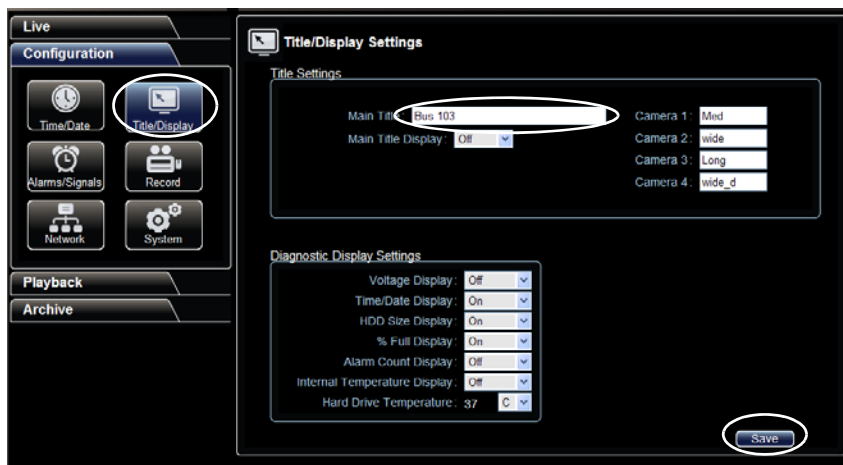 Live
Configuration
Time/Date
Title/Display
Alarms/Signals
Record
Network
System
Playback
Archive
Title/Display Settings
Title Settings
Main Title: Bus 103
Main Title Display: Off
Camera 1: Med
Camera 2: wide
Camera 3: Long
Camera 4: wide_d
Diagnostic Display Settings
Voltage Display: Off
Time/Date Display: On
HDD Size Display: On
% Full Display: On
Alarm Count Display: Off
Internal Temperature Display: Off
Hard Drive Temperature: 37 C
Save